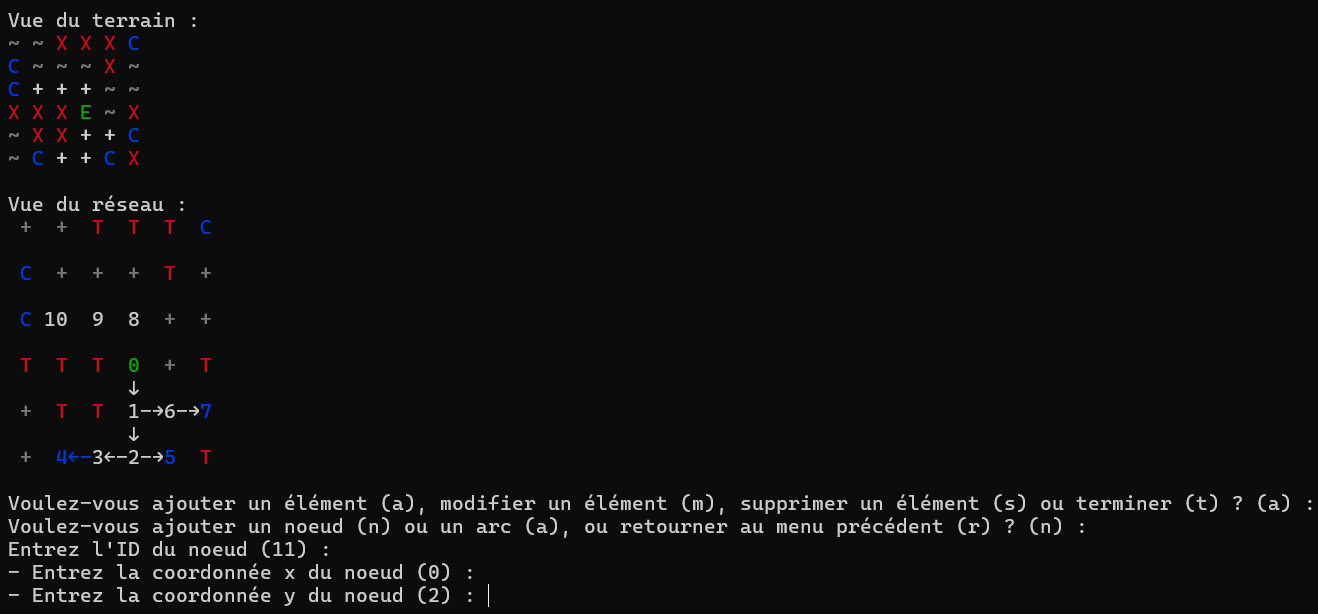 Vue du terrain :
~ ~ X X X C
C ~ ~ ~ X ~
C + + + ~ ~
X X X E ~ X
~ X X + + C
~ C + + C X
Vue du réseau :
+ + T T T C
C + + + T +
C 10 9 8 + +
T T T 0 + T
↓
+ T T 1-→6-→7
↓
+ 4←-3←-2-→5 T
Voulez-vous ajouter un élément (a), modifier un élément (m), supprimer un élément (s) ou terminer (t) ? (a) :
Voulez-vous ajouter un noeud (n) ou un arc (a), ou retourner au menu précédent (r) ? (n) :
Entrez l'ID du noeud (11) :
- Entrez la coordonnée x du noeud (0) :
- Entrez la coordonnée y du noeud (2) :